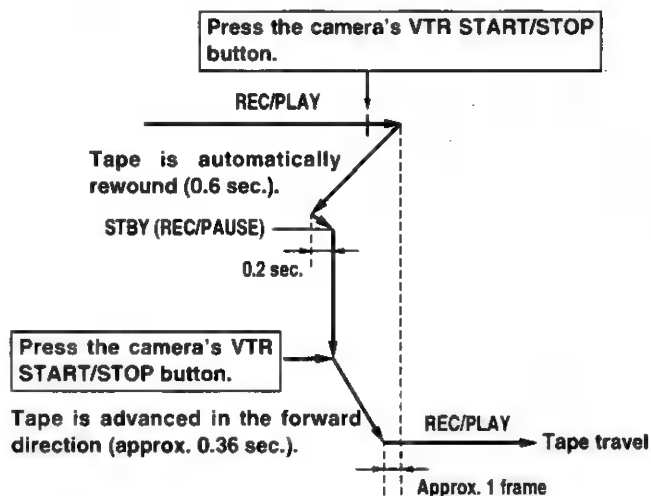 Press the camera's VTR START/STOP
button.
REC/PLAY
Tape is automatically
rewound (0.6 sec.).
STBY (REC/PAUSE)
0.2 sec.
Press the camera's VTR
START/STOP button.
Tape is advanced in the forward
direction (approx. 0.36 sec.).
REC/PLAY
Tape travel
Approx. 1 frame